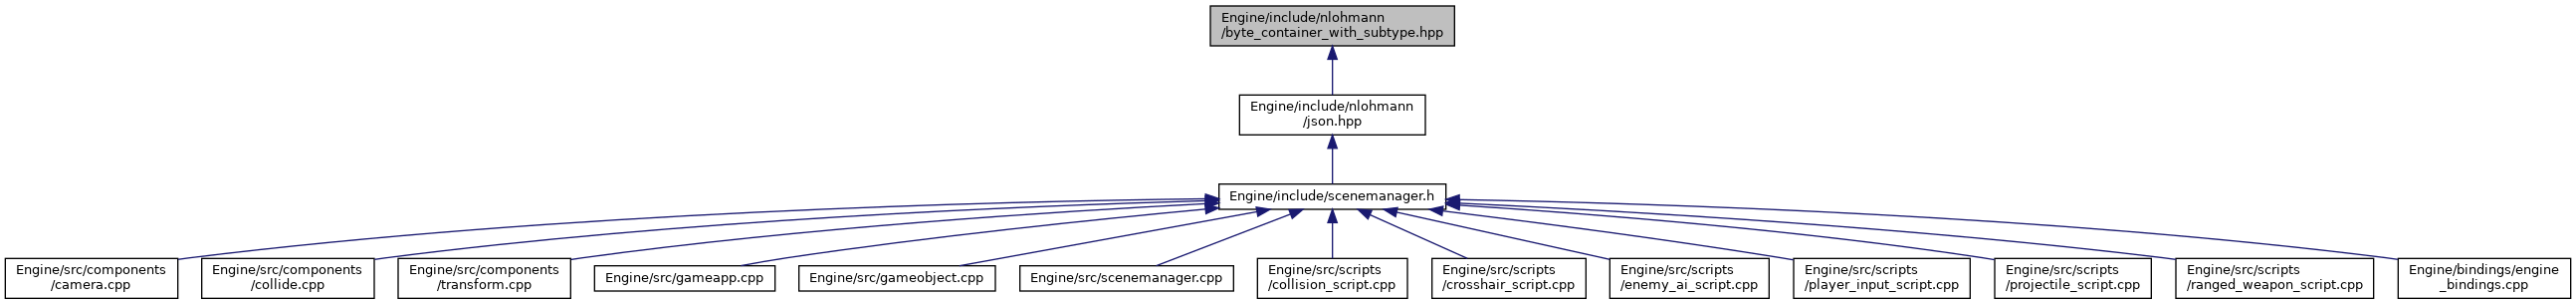 Engine/include/nlohmann
/byte_container_with_subtype.hpp
Engine/include/nlohmann
/json.hpp
Engine/include/scenemanager.h
Engine/src/components
/camera.cpp
Engine/src/components
/collide.cpp
Engine/src/components
/transform.cpp
Engine/src/gameapp.cpp
Engine/src/gameobject.cpp
Engine/src/scenemanager.cpp
Engine/src/scripts
/collision_script.cpp
Engine/src/scripts
/crosshair_script.cpp
Engine/src/scripts
/enemy_ai_script.cpp
Engine/src/scripts
/player_input_script.cpp
Engine/src/scripts
/projectile_script.cpp
Engine/src/scripts
/ranged_weapon_script.cpp
Engine/bindings/engine
_bindings.cpp